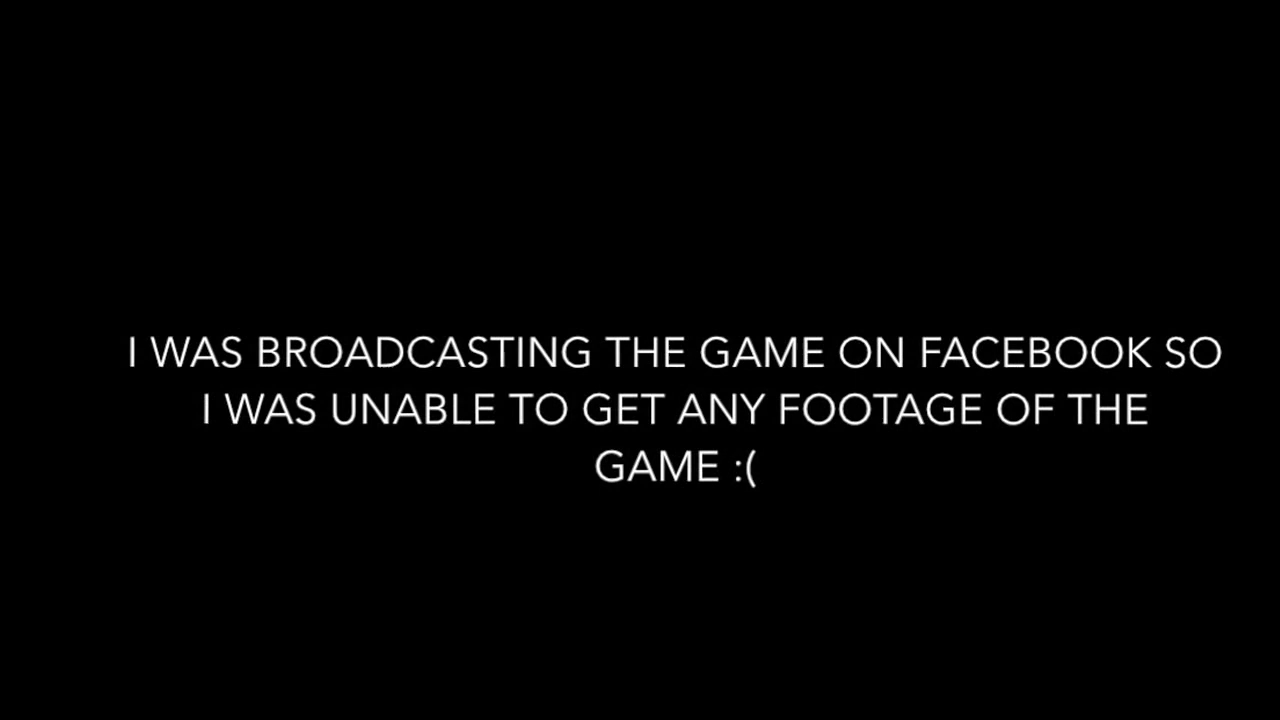 I WAS BROADCASTING THE GAME ON FACEBOOK SO
I WAS UNABLE TO GET ANY FOOTAGE OF THE
GAME :(